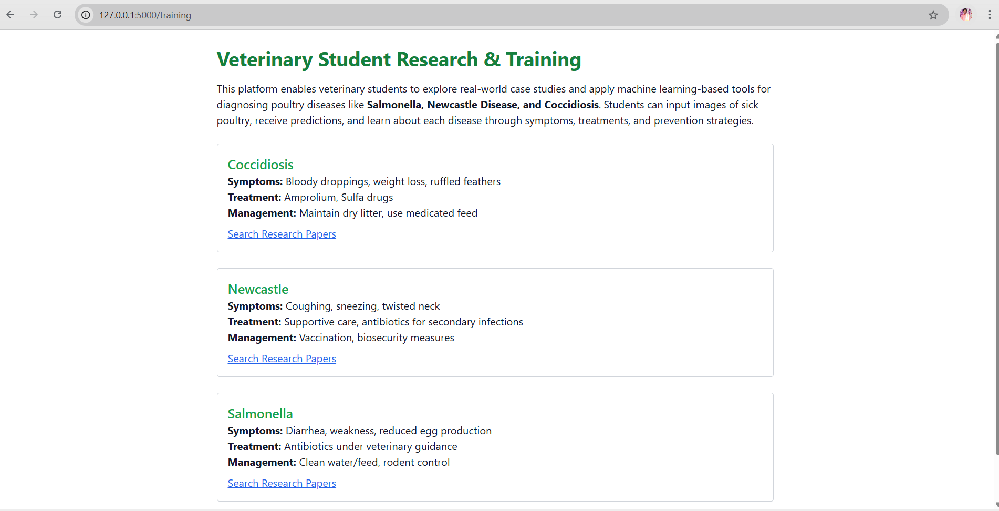 127.0.0.1:5000/training
Veterinary Student Research & Training
This platform enables veterinary students to explore real-world case studies and apply machine learning-based tools for
diagnosing poultry diseases like Salmonella, Newcastle Disease, and Coccidiosis. Students can input images of sick
poultry, receive predictions, and learn about each disease through symptoms, treatments, and prevention strategies.
Coccidiosis
Symptoms: Bloody droppings, weight loss, ruffled feathers
Treatment: Amprolium, Sulfa drugs
Management: Maintain dry litter, use medicated feed
Search Research Papers
Newcastle
Symptoms: Coughing, sneezing, twisted neck
Treatment: Supportive care, antibiotics for secondary infections
Management: Vaccination, biosecurity measures
Search Research Papers
Salmonella
Symptoms: Diarrhea, weakness, reduced egg production
Treatment: Antibiotics under veterinary guidance
Management: Clean water/feed, rodent control
Search Research Papers